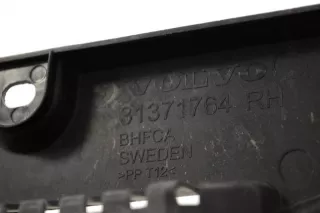 VOLVO
31371764 RH
BHFCA
SWEDEN
>PP T12<